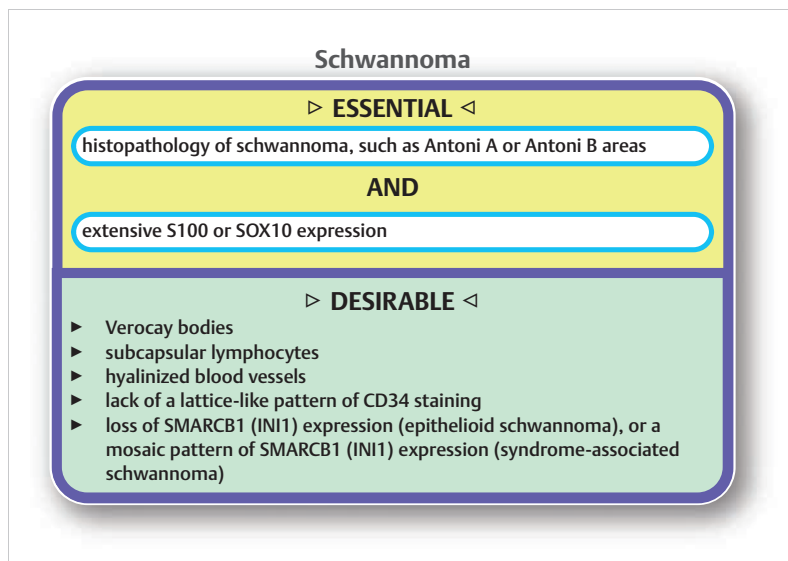 Schwannoma
▷ ESSENTIAL ◁
histopathology of schwannoma, such as Antoni A or Antoni B areas
AND
extensive S100 or SOX10 expression
▷ DESIRABLE ◁
► Verocay bodies
► subcapsular lymphocytes
► hyalinized blood vessels
► lack of a lattice-like pattern of CD34 staining
► loss of SMARCB1 (INI1) expression (epithelioid schwannoma), or a
mosaic pattern of SMARCB1 (INI1) expression (syndrome-associated
schwannoma)